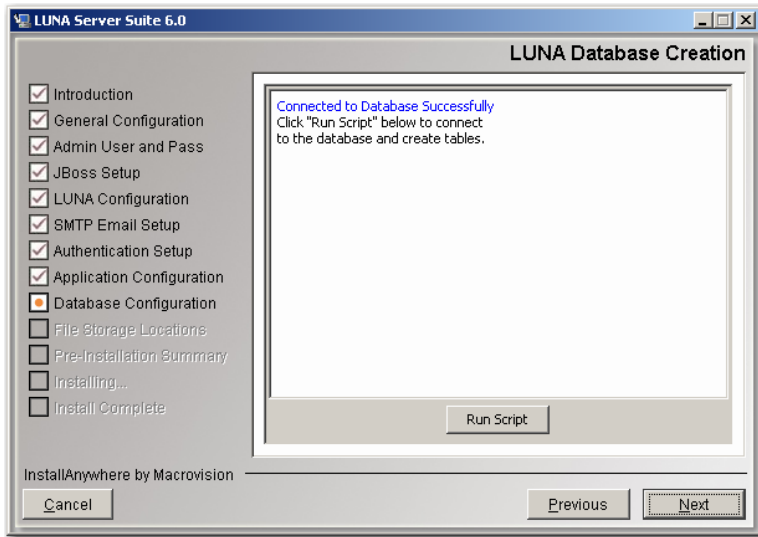 LUNA Server Suite 6.0
LUNA Database Creation
Introduction
General Configuration
Admin User and Pass
JBoss Setup
LUNA Configuration
SMTP Email Setup
Authentication Setup
Application Configuration
Database Configuration
File Storage Locations
Pre-Installation Summary
Installing...
Install Complete
Connected to Database Successfully
Click "Run Script" below to connect
to the database and create tables.
Run Script
InstallAnywhere by Macrovision
Cancel
Previous
Next